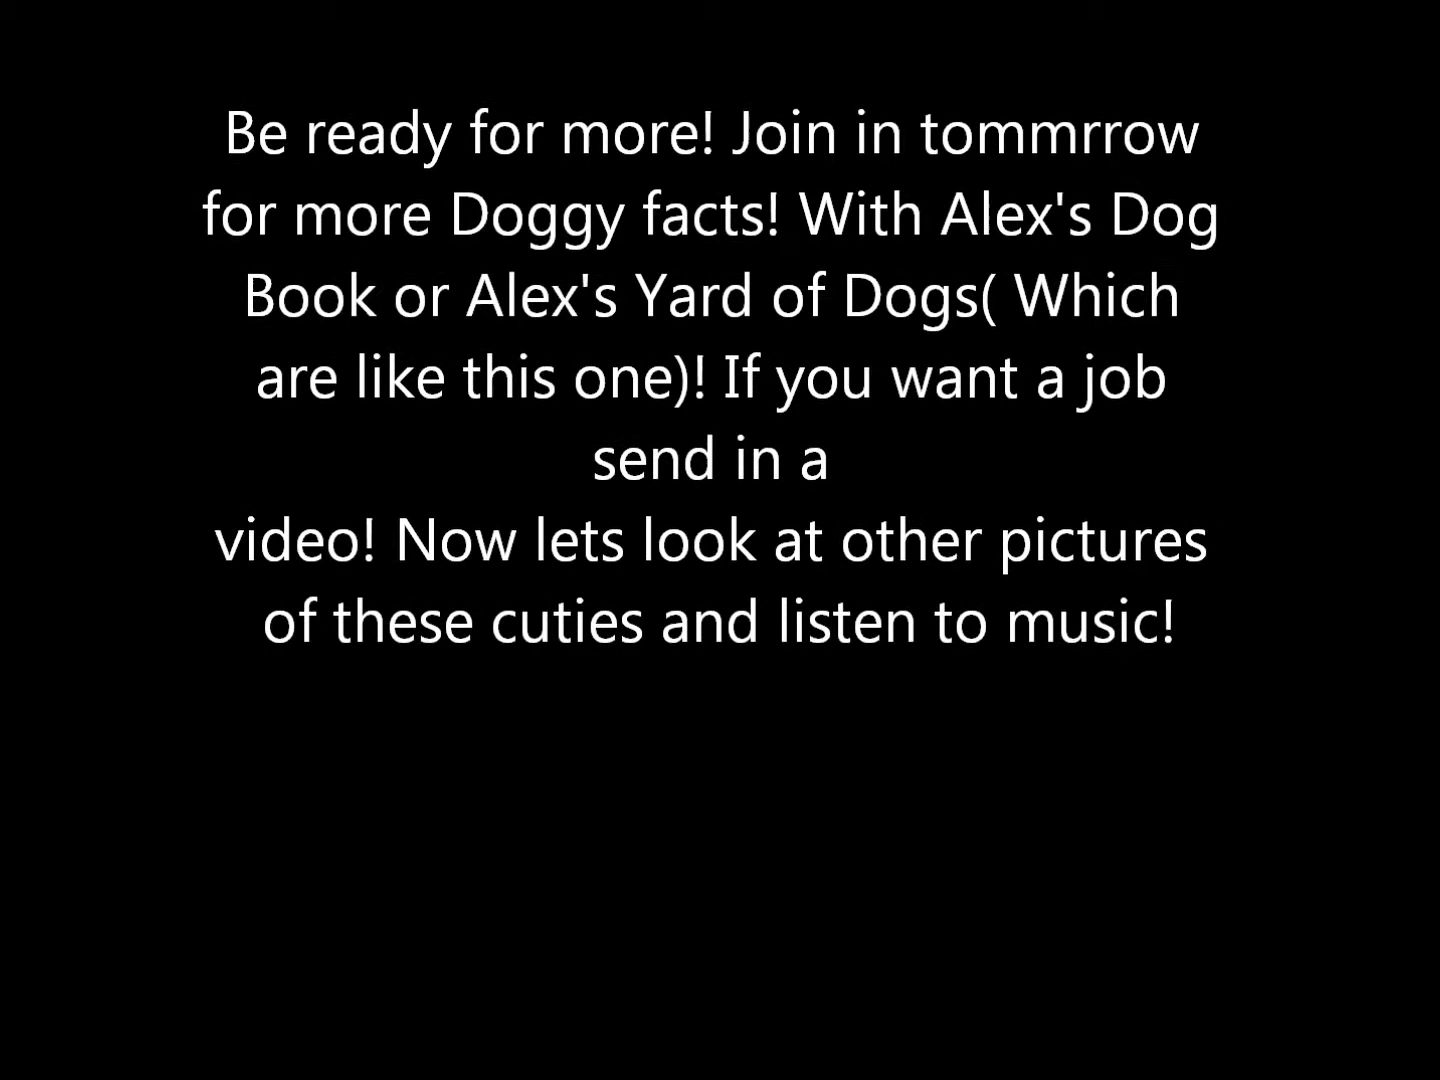 Be ready for more! Join in tommrrow
for more Doggy facts! With Alex's Dog
Book or Alex's Yard of Dogs( Which
are like this one)! If you want a job
send in a
video! Now lets look at other pictures
of these cuties and listen to music!